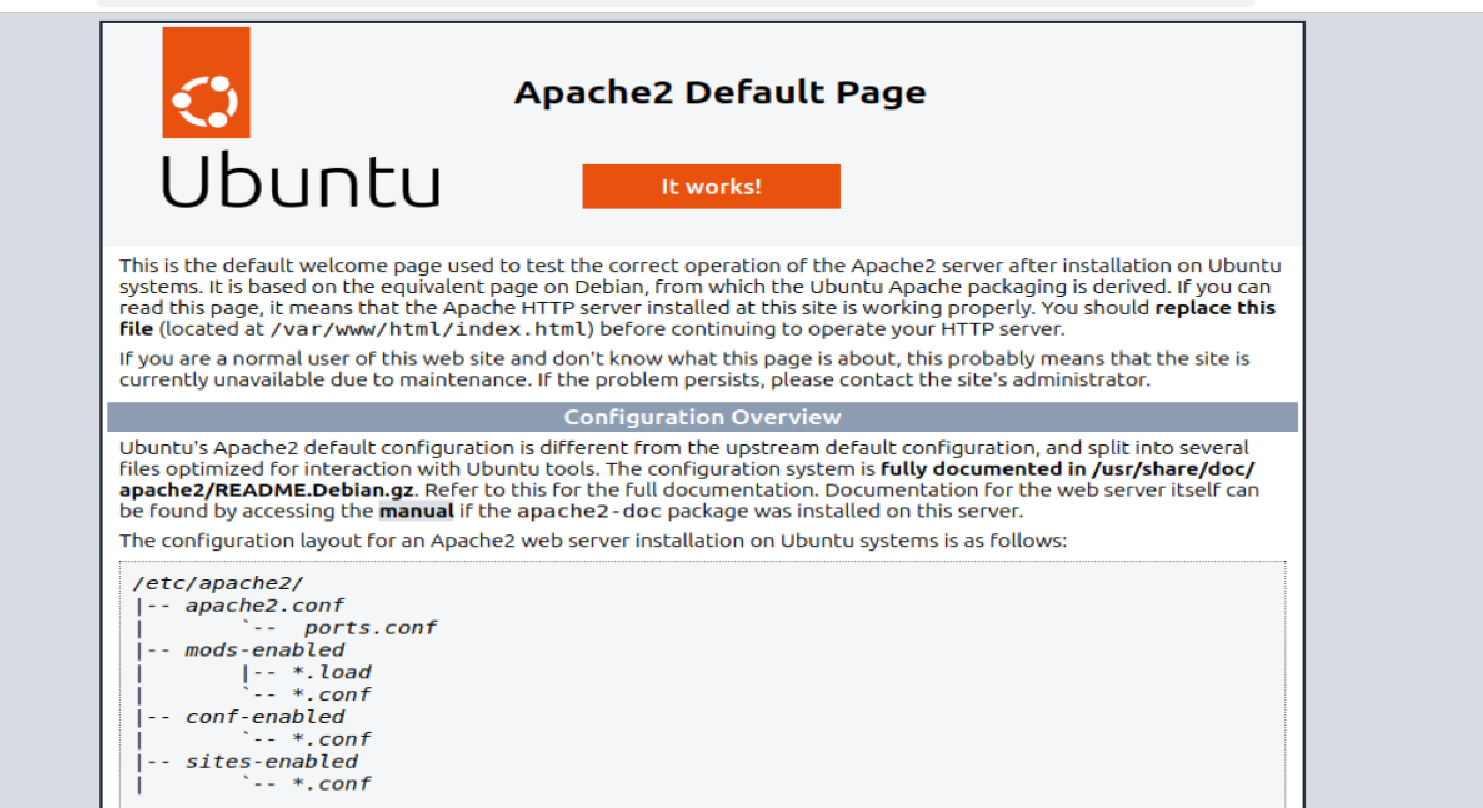 Apache2 Default Page
Ubuntu
It works!
This is the default welcome page used to test the correct operation of the Apache2 server after installation on Ubuntu
systems. It is based on the equivalent page on Debian, from which the Ubuntu Apache packaging is derived. If you can
read this page, it means that the Apache HTTP server installed at this site is working properly. You should replace this
file (located at /var/www/html/index.html) before continuing to operate your HTTP server.
If you are a normal user of this web site and don't know what this page is about, this probably means that the site is
currently unavailable due to maintenance. If the problem persists, please contact the site's administrator.
Configuration Overview
Ubuntu's Apache2 default configuration is different from the upstream default configuration, and split into several
files optimized for interaction with Ubuntu tools. The configuration system is fully documented in /usr/share/doc/
apache2/README.Debian.gz. Refer to this for the full documentation. Documentation for the web server itself can
be found by accessing the manual if the apache2-doc package was installed on this server.
The configuration layout for an Apache2 web server installation on Ubuntu systems is as follows:
/etc/apache2/
|-- apache2.conf
|       `--  ports.conf
|-- mods-enabled
|       |-- *.load
|       `-- *.conf
|-- conf-enabled
|       `-- *.conf
|-- sites-enabled
|       `-- *.conf